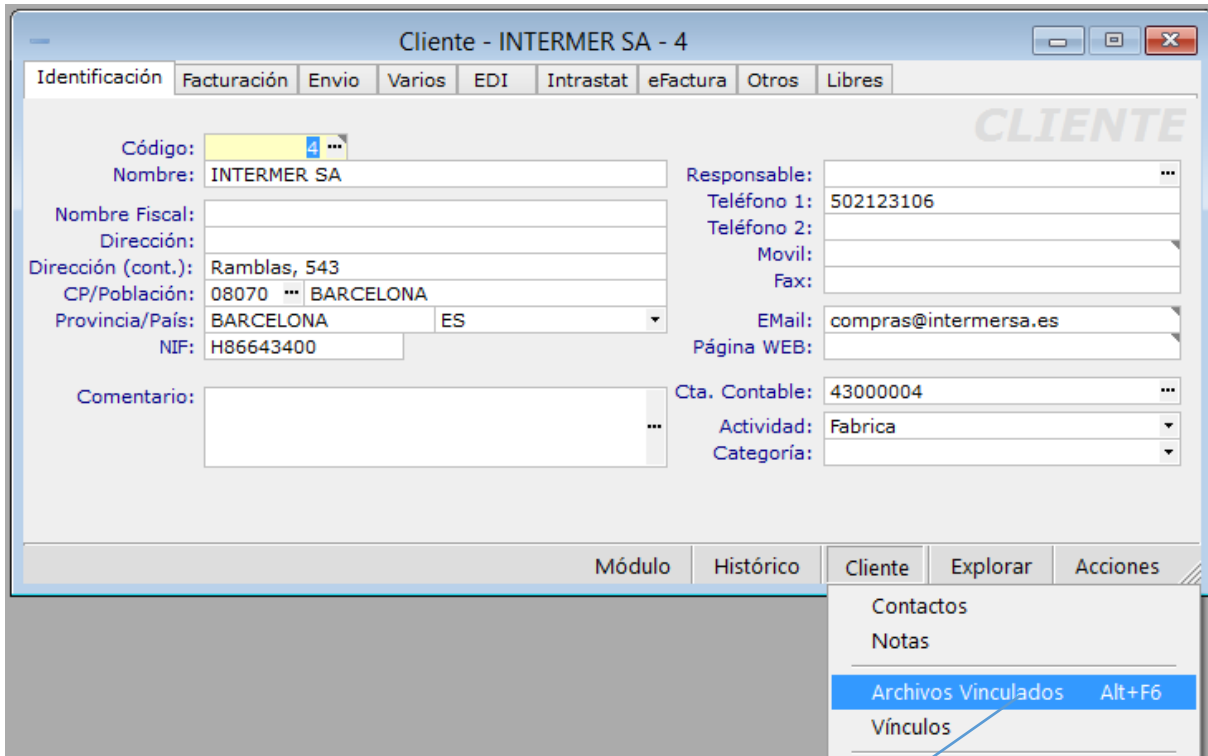 Cliente - INTERMER SA - 4
Identificación Facturación Envio Varios EDI Intrastat eFactura Otros Libres
CLIENTE
Código: 4 ...
Nombre: INTERMER SA
Nombre Fiscal:
Dirección:
Dirección (cont.): Ramblas, 543
CP/Población: 08070 ... BARCELONA
Provincia/País: BARCELONA ES
NIF: H86643400
Comentario: ...
Responsable: ...
Teléfono 1: 502123106
Teléfono 2:
Movil:
Fax:
EMail: compras@intermersa.es
Página WEB:
Cta. Contable: 43000004 ...
Actividad: Fabrica
Categoría:
Módulo Histórico Cliente Explorar Acciones
Contactos
Notas
Archivos Vinculados Alt+F6
Vínculos